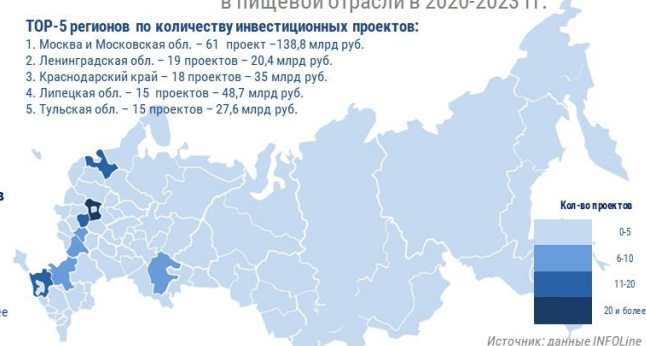 в пищевой отрасли в 2020-2023 гг.
TOP-5 регионов по количеству инвестиционных проектов:
1. Москва и Московская обл. – 61 проект –138,8 млрд руб.
2. Ленинградская обл. – 19 проектов – 20,4 млрд руб.
3. Краснодарский край – 18 проектов – 35 млрд руб.
4. Липецкая обл. – 15 проектов – 48,7 млрд руб.
5. Тульская обл. – 15 проектов – 27,6 млрд руб.
Кол-во проектов
0-5
6-10
11-20
20 и более
Источник: данные INFOLine